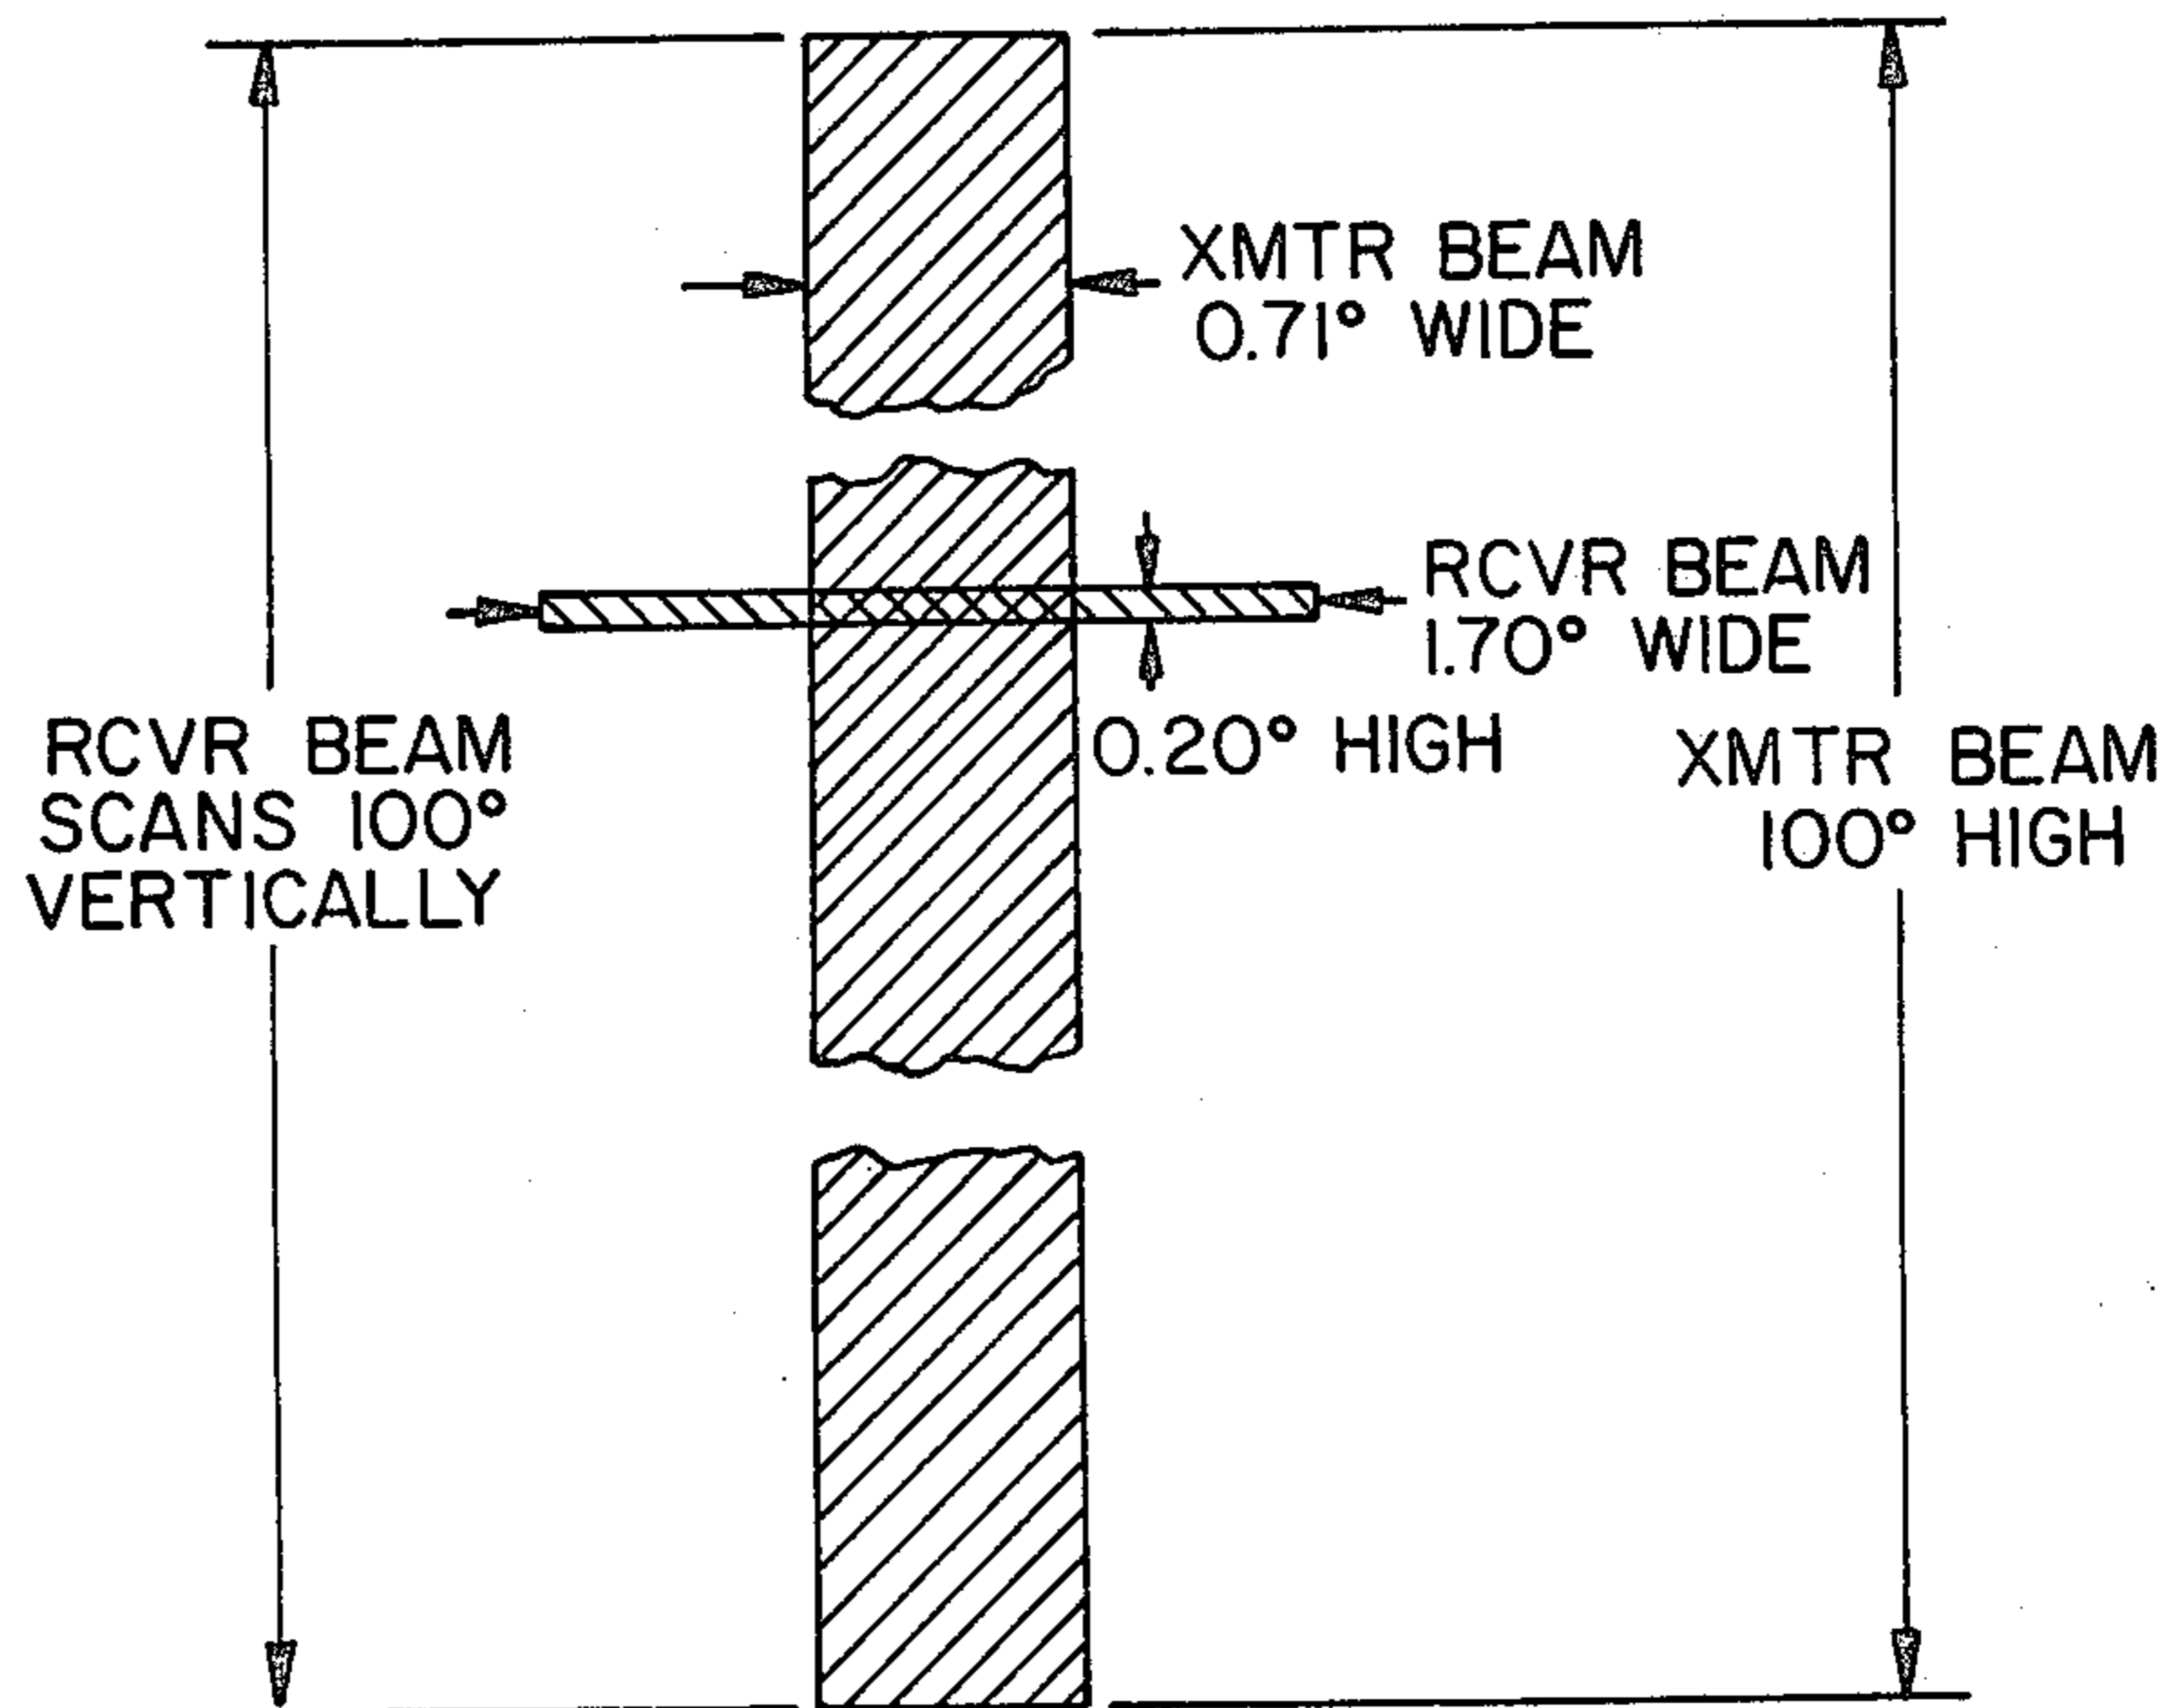 XMTR BEAM
0.71° WIDE
RCVR BEAM
1.70° WIDE
0.20° HIGH
RCVR BEAM
SCANS 100°
VERTICALLY
XMTR BEAM
100° HIGH